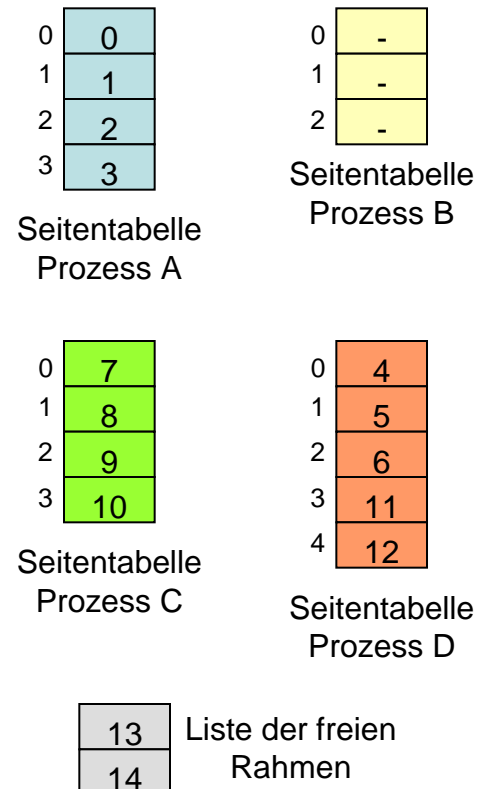 0 0
1 1
2 2
3 3
Seitentabelle
Prozess A
0 -
1 -
2 -
Seitentabelle
Prozess B
0 7
1 8
2 9
3 10
Seitentabelle
Prozess C
0 4
1 5
2 6
3 11
4 12
Seitentabelle
Prozess D
13
14
Liste der freien
Rahmen